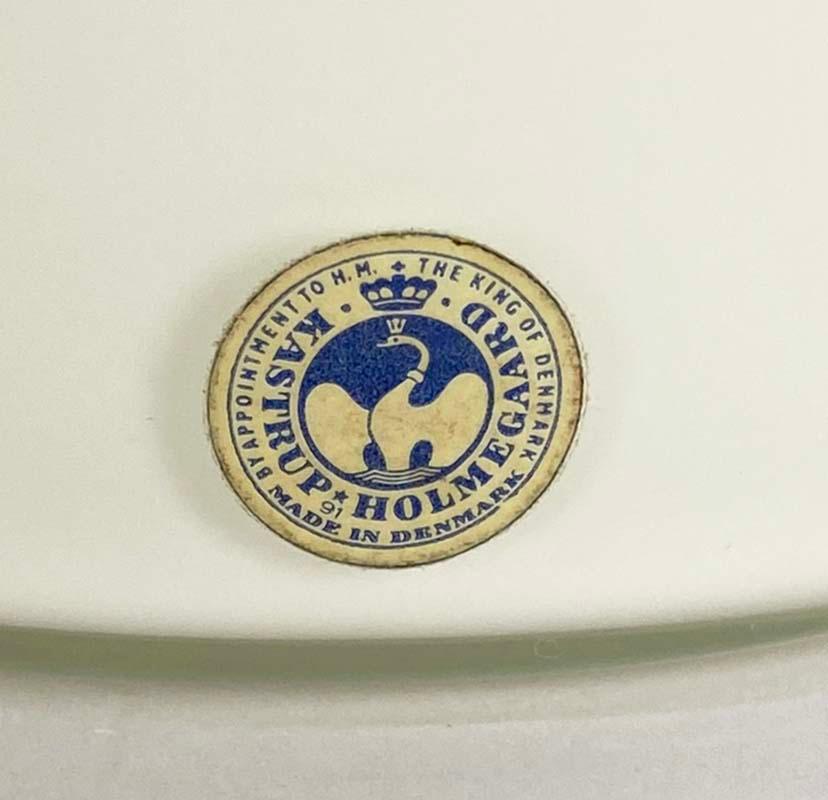 BY APPOINTMENT TO H.M. + THE KING OF DENMARK
KASTRUP ★ HOLMEGAARD
91
MADE IN DENMARK